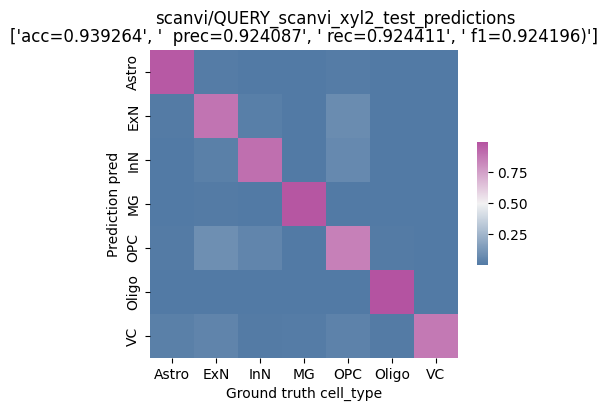 scanvi/QUERY_scanvi_xyl2_test_predictions
['acc=0.939264', '  prec=0.924087', ' rec=0.924411', ' f1=0.924196)']
Prediction pred
Astro
ExN
InN
MG
OPC
Oligo
VC
0.75
0.50
0.25
Astro ExN InN MG OPC Oligo VC
Ground truth cell_type